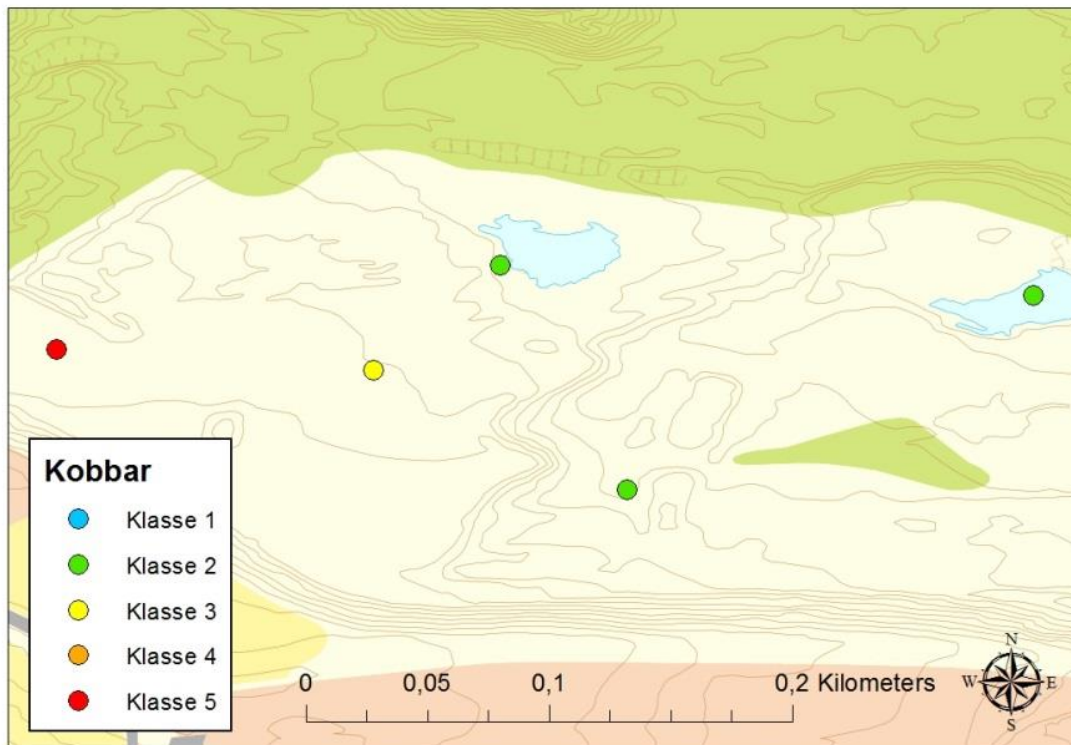 Kobbar
Klasse 1
Klasse 2
Klasse 3
Klasse 4
Klasse 5
0 0,05 0,1 0,2 Kilometers
N
W E
S